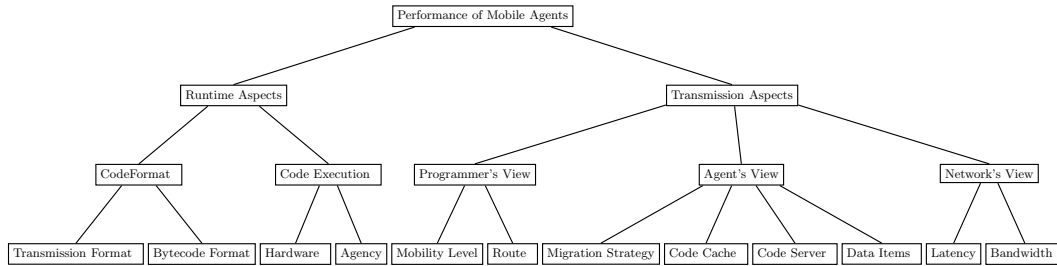 Performance of Mobile Agents
Runtime Aspects
Transmission Aspects
CodeFormat
Code Execution
Programmer's View
Agent's View
Network's View
Transmission Format
Bytecode Format
Hardware
Agency
Mobility Level
Route
Migration Strategy
Code Cache
Code Server
Data Items
Latency
Bandwidth